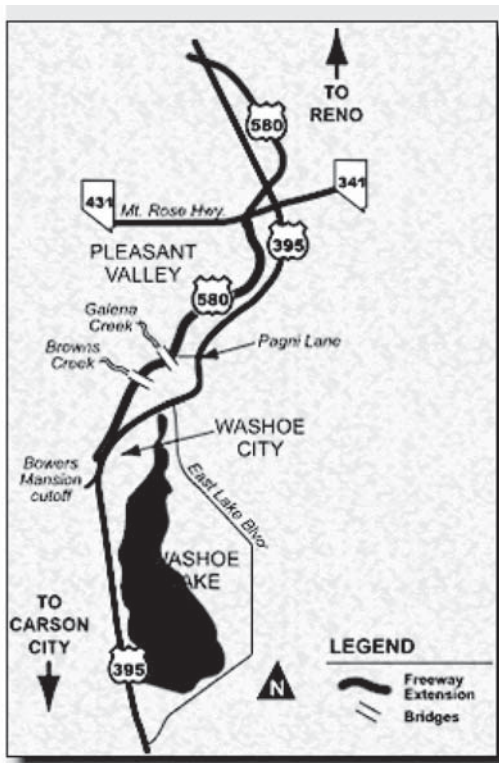 TO
RENO
580
341
431
Mt. Rose Hwy.
395
PLEASANT
VALLEY
580
Galena
Creek
Pagni Lane
Browns
Creek
WASHOE
CITY
Bowers
Mansion
cutoff
East Lake Blvd
WASHOE
LAKE
TO
CARSON
CITY
395
N
LEGEND
Freeway
Extension
Bridges